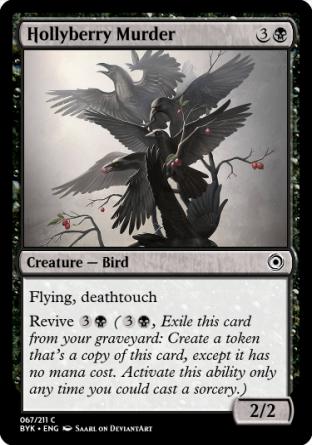 Hollyberry Murder 3
Creature — Bird
Flying, deathtouch
Revive 3 ( 3 , Exile this card
from your graveyard: Create a token
that's a copy of this card, except it has
no mana cost. Activate this ability only
any time you could cast a sorcery.)
2/2
067/211 C
BYK • ENG Saarl on DeviantArt